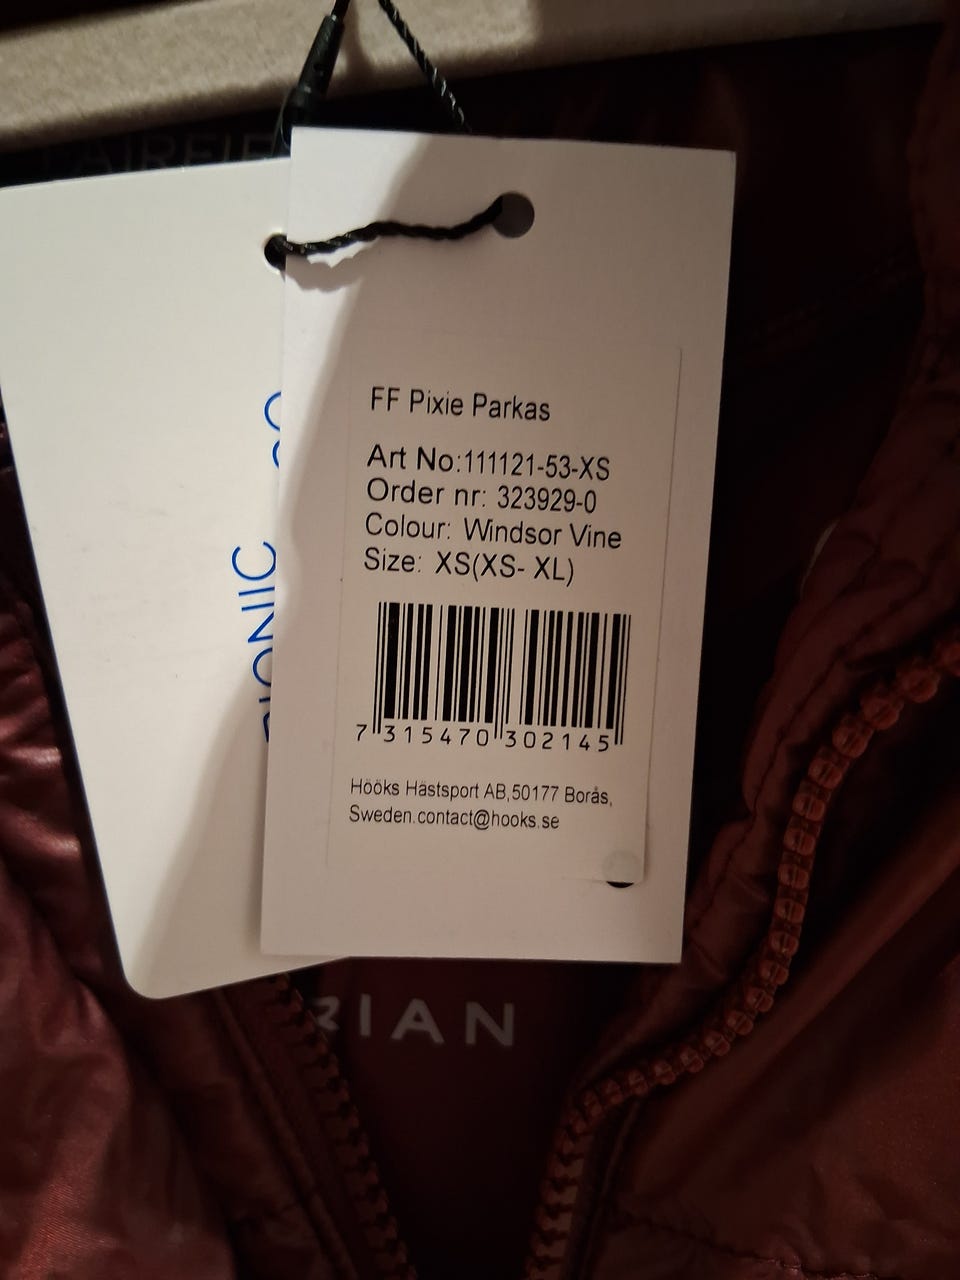 FF Pixie Parkas
Art No:111121-53-XS
Order nr: 323929-0
Colour: Windsor Vine
Size: XS(XS- XL)
7 315470 302145
Hööks Hästsport AB,50177 Borås,
Sweden.contact@hooks.se